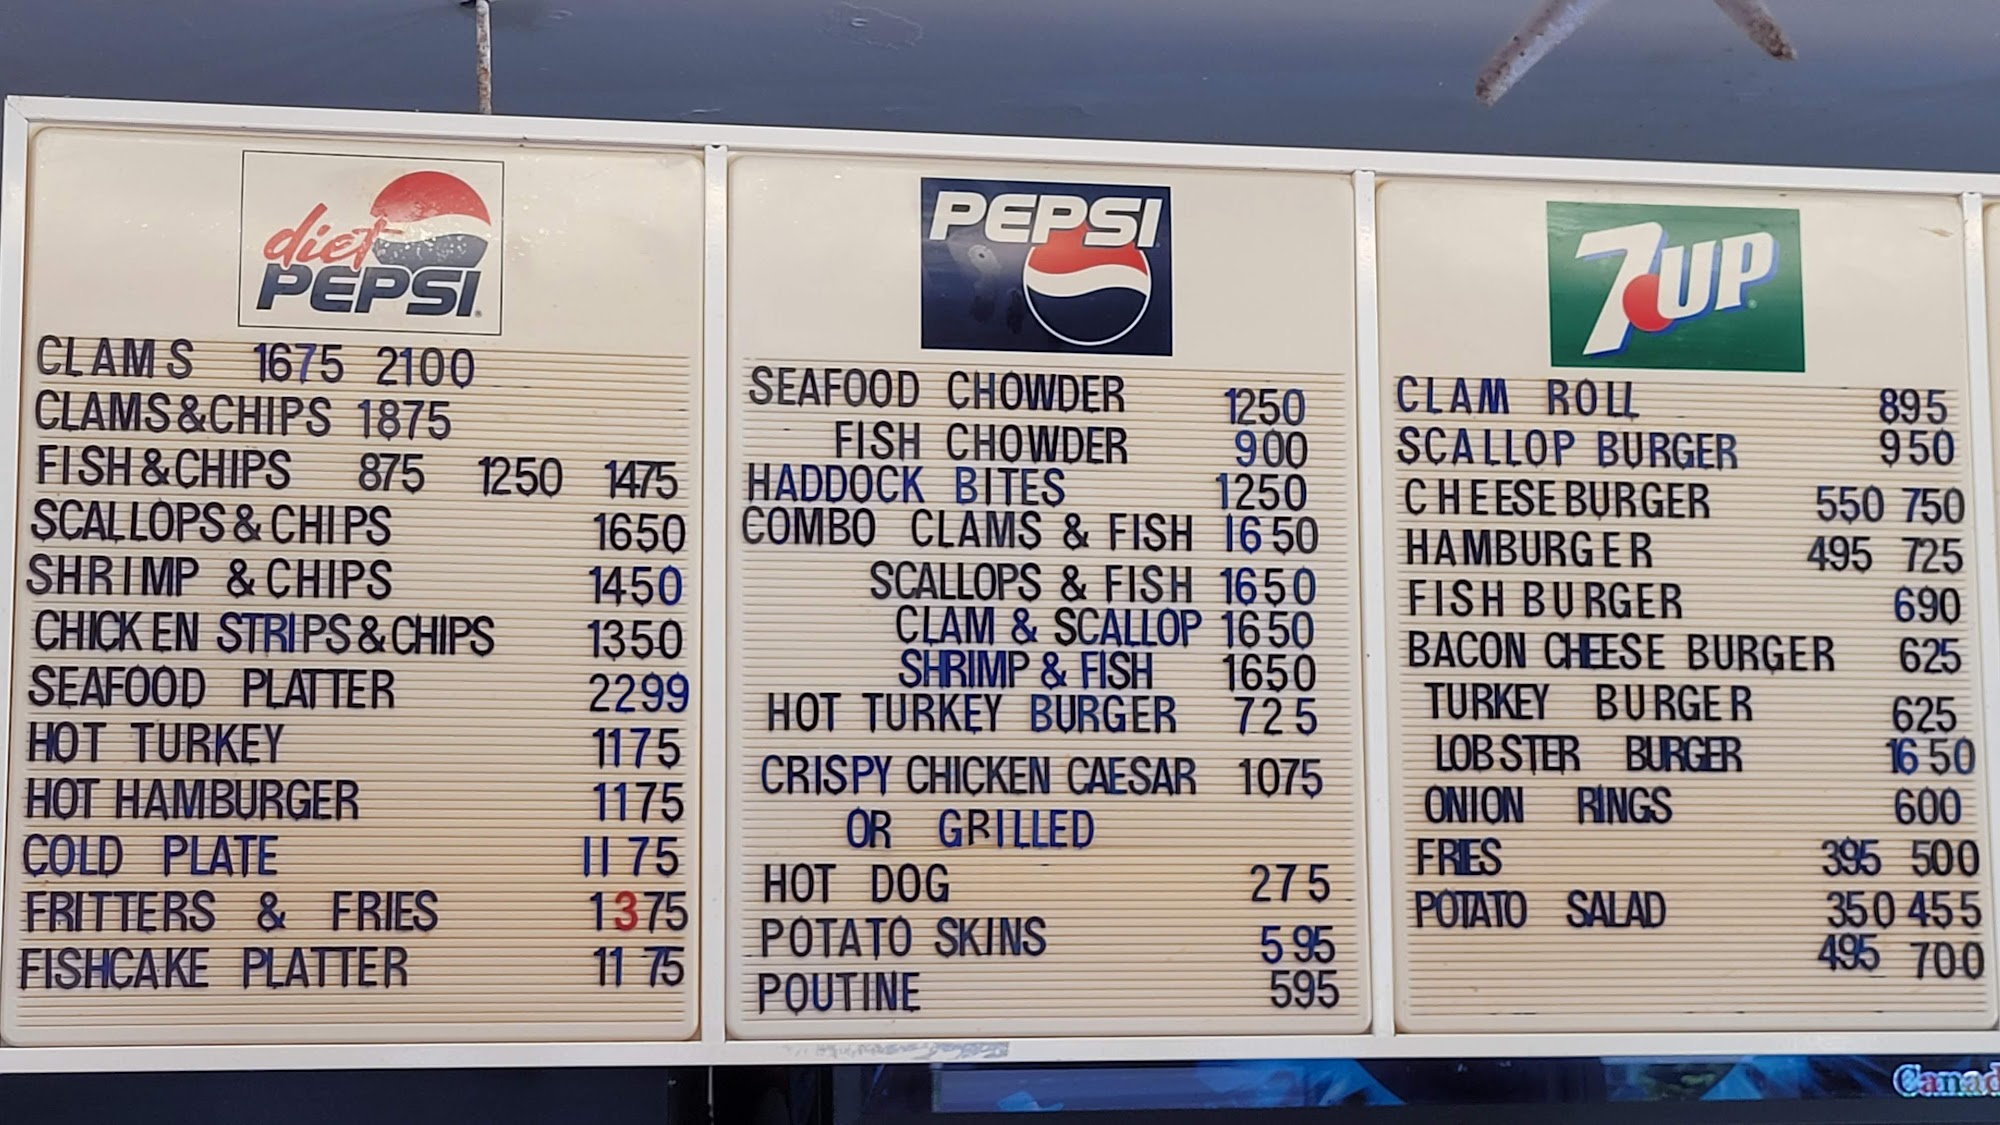 diet
PEPSI
CLAMS 1675 2100
CLAMS&CHIPS 1875
FISH&CHIPS 875 1250 1475
SCALLOPS&CHIPS 1650
SHRIMP &CHIPS 1450
CHICKEN STRIPS&CHIPS 1350
SEAFOOD PLATTER 2299
HOT TURKEY 1175
HOT HAMBURGER 1175
COLD PLATE 1175
FRITTERS & FRIES 1375
FISHCAKE PLATTER 1175
PEPSI
SEAFOOD CHOWDER 1250
FISH CHOWDER 900
HADDOCK BITES 1250
COMBO CLAMS & FISH 1650
SCALLOPS & FISH 1650
CLAM & SCALLOP 1650
SHRIMP & FISH 1650
HOT TURKEY BURGER 725
CRISPY CHICKEN CAESAR 1075
OR GRILLED
HOT DOG 275
POTATO SKINS 595
POUTINE 595
7UP
CLAM ROLL 895
SCALLOP BURGER 950
CHEESEBURGER 550 750
HAMBURGER 495 725
FISH BURGER 690
BACON CHEESE BURGER 625
TURKEY BURGER 625
LOBSTER BURGER 1650
ONION RINGS 600
FRIES 395 500
POTATO SALAD 350 455
495 700